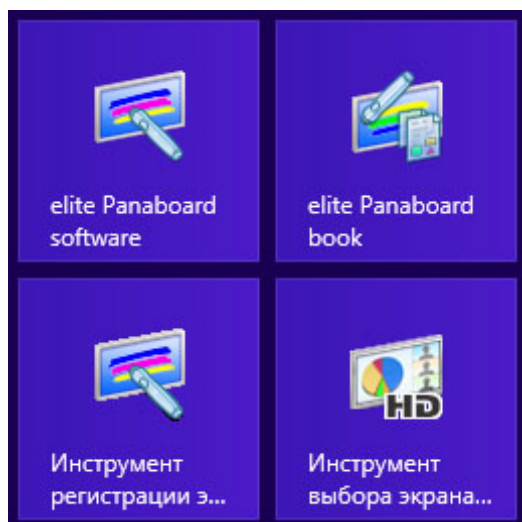 elite Panaboard
software
elite Panaboard
book
Инструмент
регистрации э...
HD
Инструмент
выбора экрана...